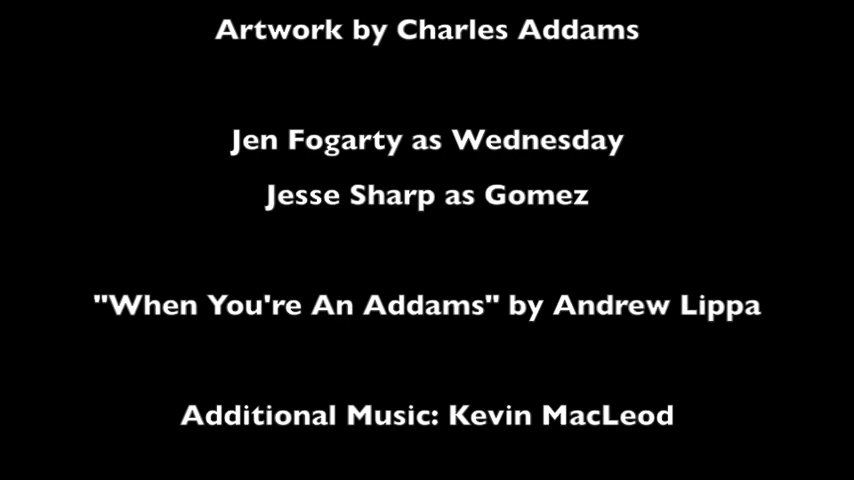 Artwork by Charles Addams
Jen Fogarty as Wednesday
Jesse Sharp as Gomez
"When You're An Addams" by Andrew Lippa
Additional Music: Kevin MacLeod